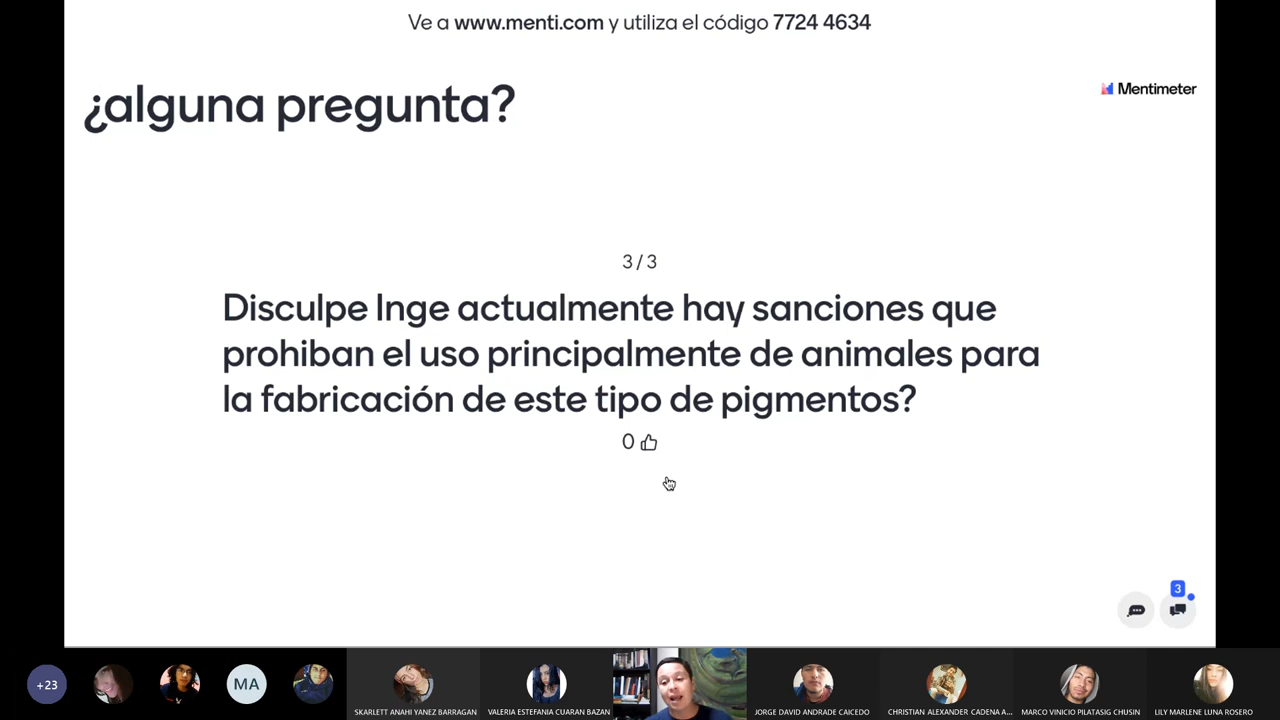 Ve a www.menti.com y utiliza el código 7724 4634
¿alguna pregunta?
Mentimeter
3 / 3
Disculpe Inge actualmente hay sanciones que
prohiban el uso principalmente de animales para
la fabricación de este tipo de pigmentos?
0
3
+23
MA
SKARLETT ANAHI YANEZ BARRAGAN
VALERIA ESTEFANIA CUARAN BAZAN
JORGE DAVID ANDRADE CAICEDO
CHRISTIAN ALEXANDER CADENA A...
MARCO VINICIO PILATASIG CHUSIN
LILY MARLENE LUNA ROSERO